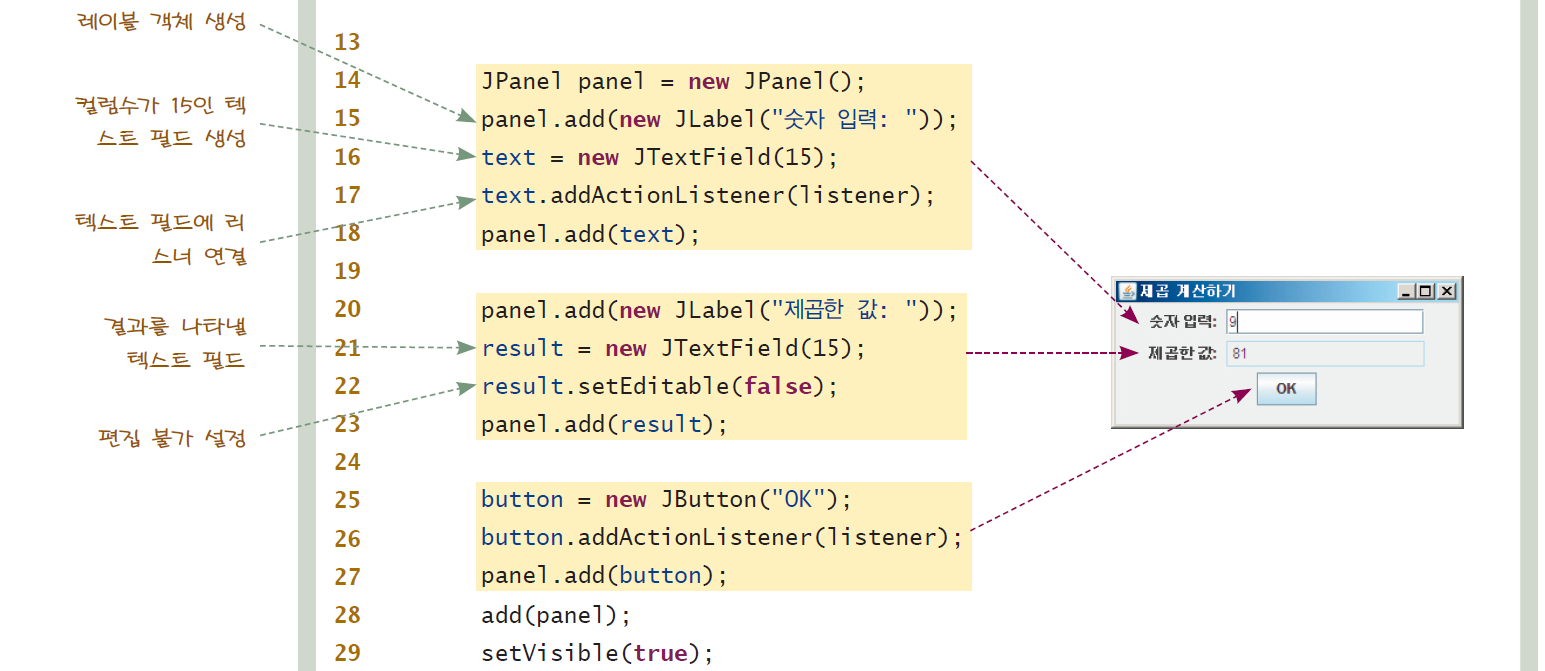 레이블 객체 생성
컬럼수가 15인 텍
스트 필드 생성
텍스트 필드에 리
스너 연결
결과를 나타낼
텍스트 필드
편집 불가 설정
13
14 JPanel panel = new JPanel();
15 panel.add(new JLabel("숫자 입력: "));
16 text = new JTextField(15);
17 text.addActionListener(listener);
18 panel.add(text);
19
20 panel.add(new JLabel("제곱한 값: "));
21 result = new JTextField(15);
22 result.setEditable(false);
23 panel.add(result);
24
25 button = new JButton("OK");
26 button.addActionListener(listener);
27 panel.add(button);
28 add(panel);
29 setVisible(true);
제곱 계산하기
숫자 입력: 9
제곱한 값: 81
OK